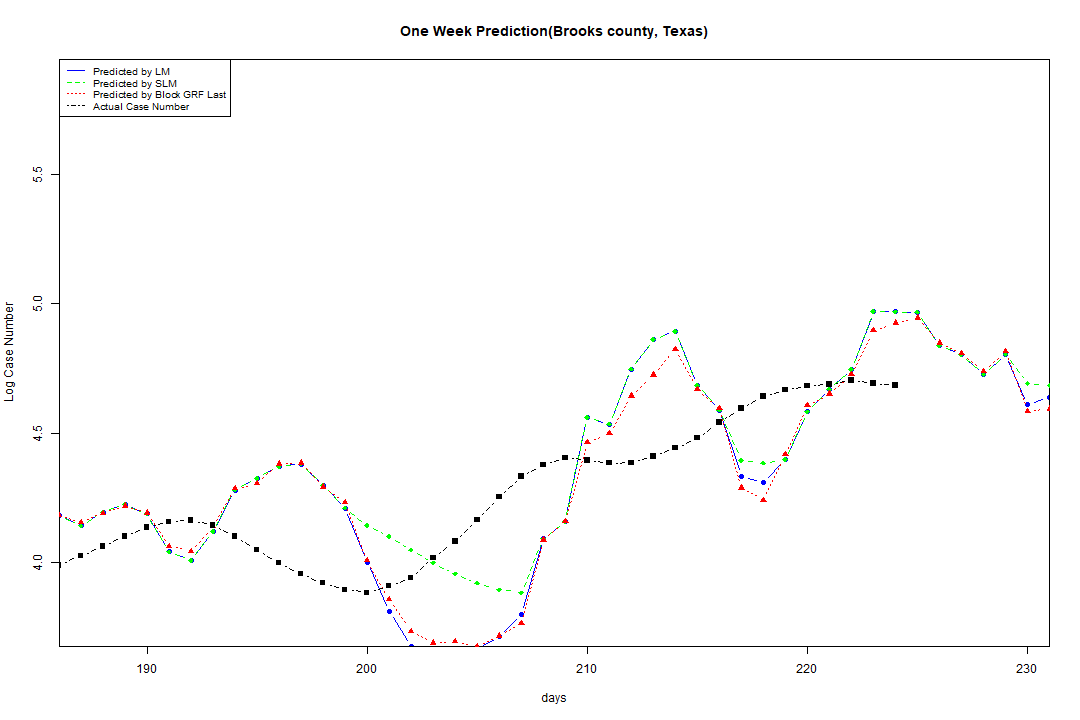 One Week Prediction(Brooks county, Texas)
Predicted by LM
Predicted by SLM
Predicted by Block GRF Last
Actual Case Number
Log Case Number
5.5
5.0
4.5
4.0
190 200 210 220 230
days